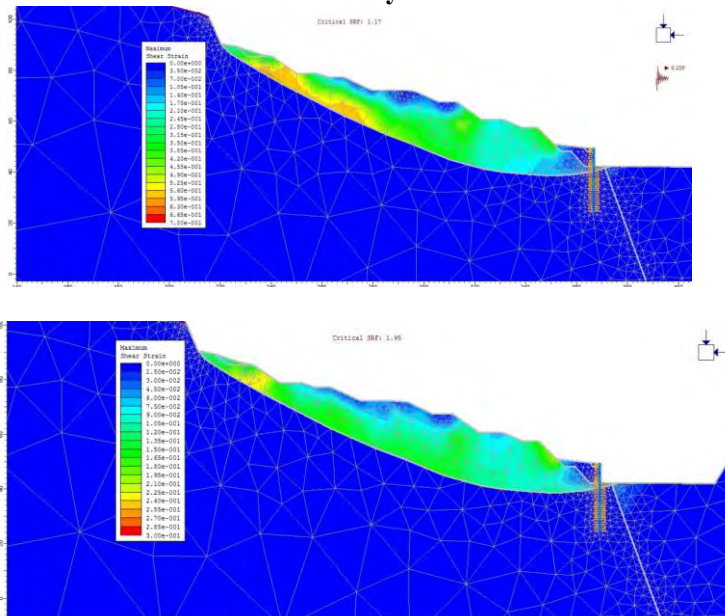 y
Critical SRF: 1.17
Maximum
Shear Strain
0.00e+000
3.50e-002
7.00e-002
1.05e-001
1.40e-001
1.75e-001
2.10e-001
2.45e-001
2.80e-001
3.15e-001
3.50e-001
3.85e-001
4.20e-001
4.55e-001
4.90e-001
5.25e-001
5.60e-001
5.95e-001
6.30e-001
6.65e-001
7.00e-001
Critical SRF: 1.95
Maximum
Shear Strain
0.00e+000
1.50e-002
3.00e-002
4.50e-002
6.00e-002
7.50e-002
9.00e-002
1.05e-001
1.20e-001
1.35e-001
1.50e-001
1.65e-001
1.80e-001
1.95e-001
2.10e-001
2.25e-001
2.40e-001
2.55e-001
2.70e-001
2.85e-001
3.00e-001